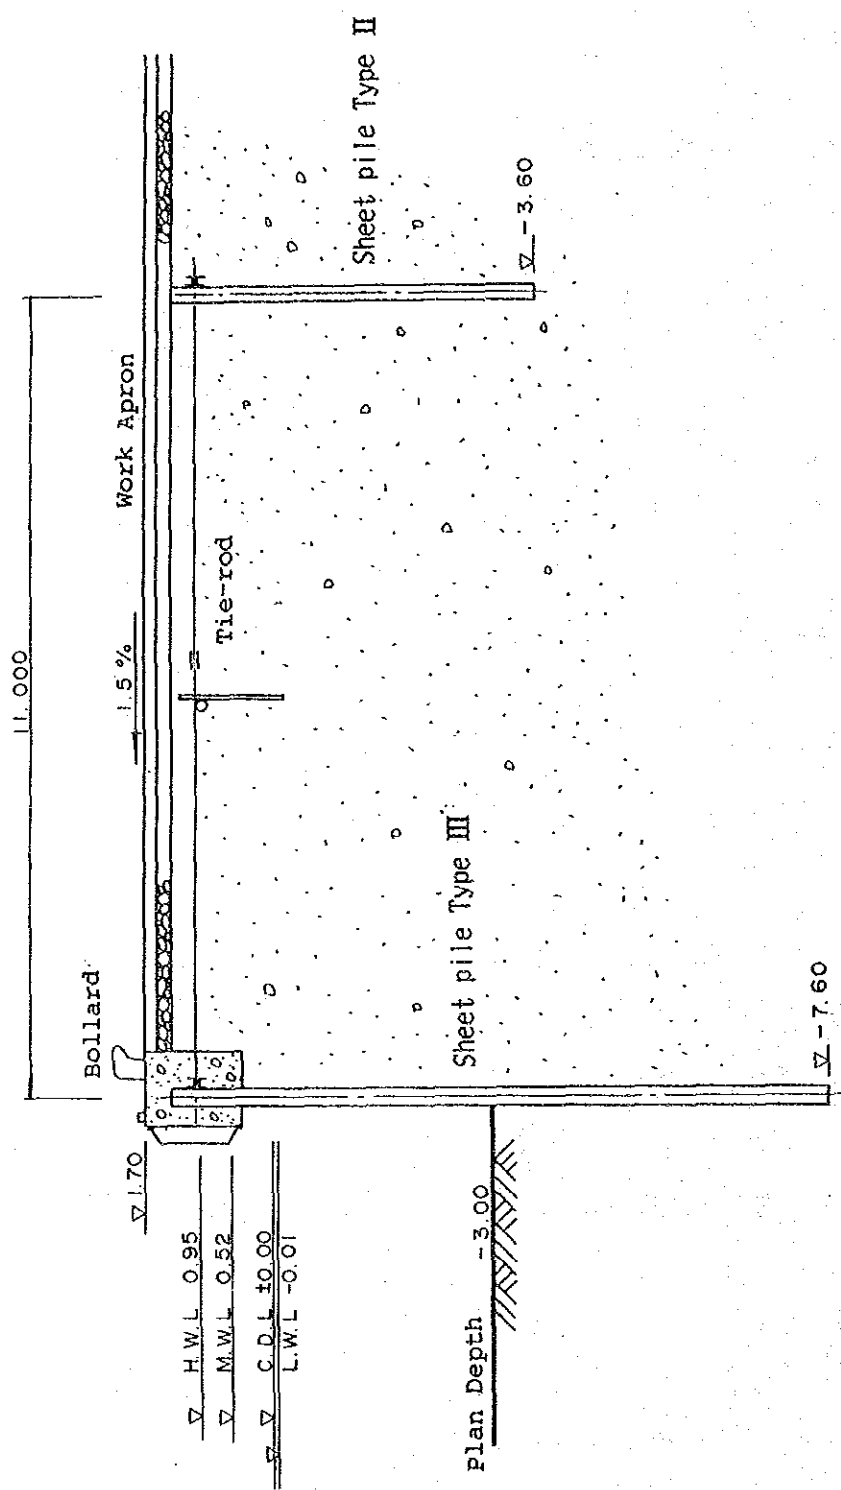 11.000
Bollard
1.5 %
Work Apron
▽ 1.70
Tie-rod
▽ H.W.L 0.95
▽ M.W.L 0.52
▽ C.D.L ±0.00
▽ L.W.L -0.01
Sheet pile Type III
Sheet pile Type II
Plan Depth -3.00
▽ -3.60
▽ -7.60